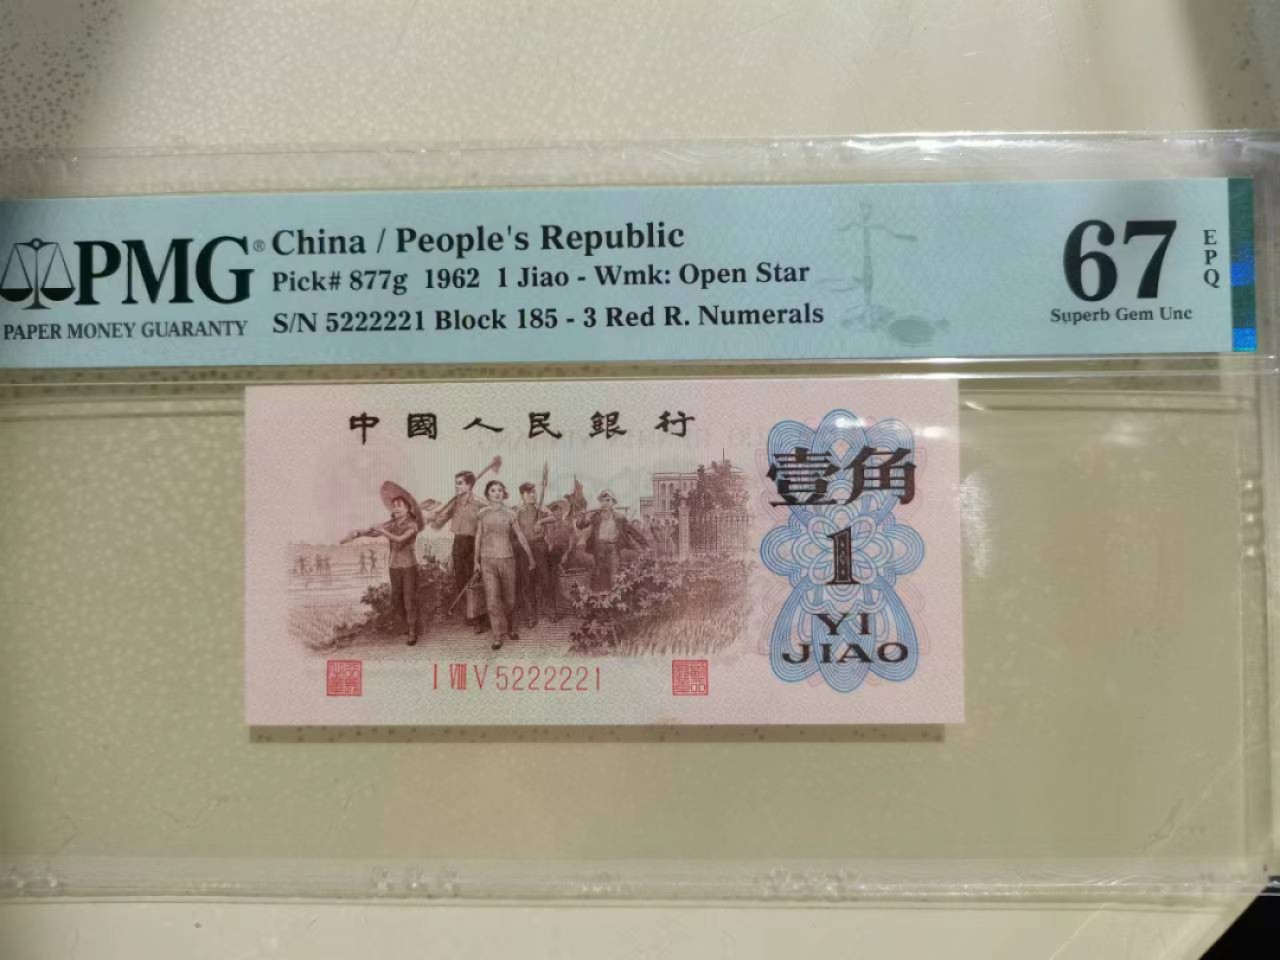 PMG®
PAPER MONEY GUARANTY
China / People's Republic
Pick# 877g 1962 1 Jiao - Wmk: Open Star
S/N 5222221 Block 185 - 3 Red R. Numerals
67
EPQ
Superb Gem Unc
中國人民銀行
壹角
1
YI
JIAO
I VIII V 5222221